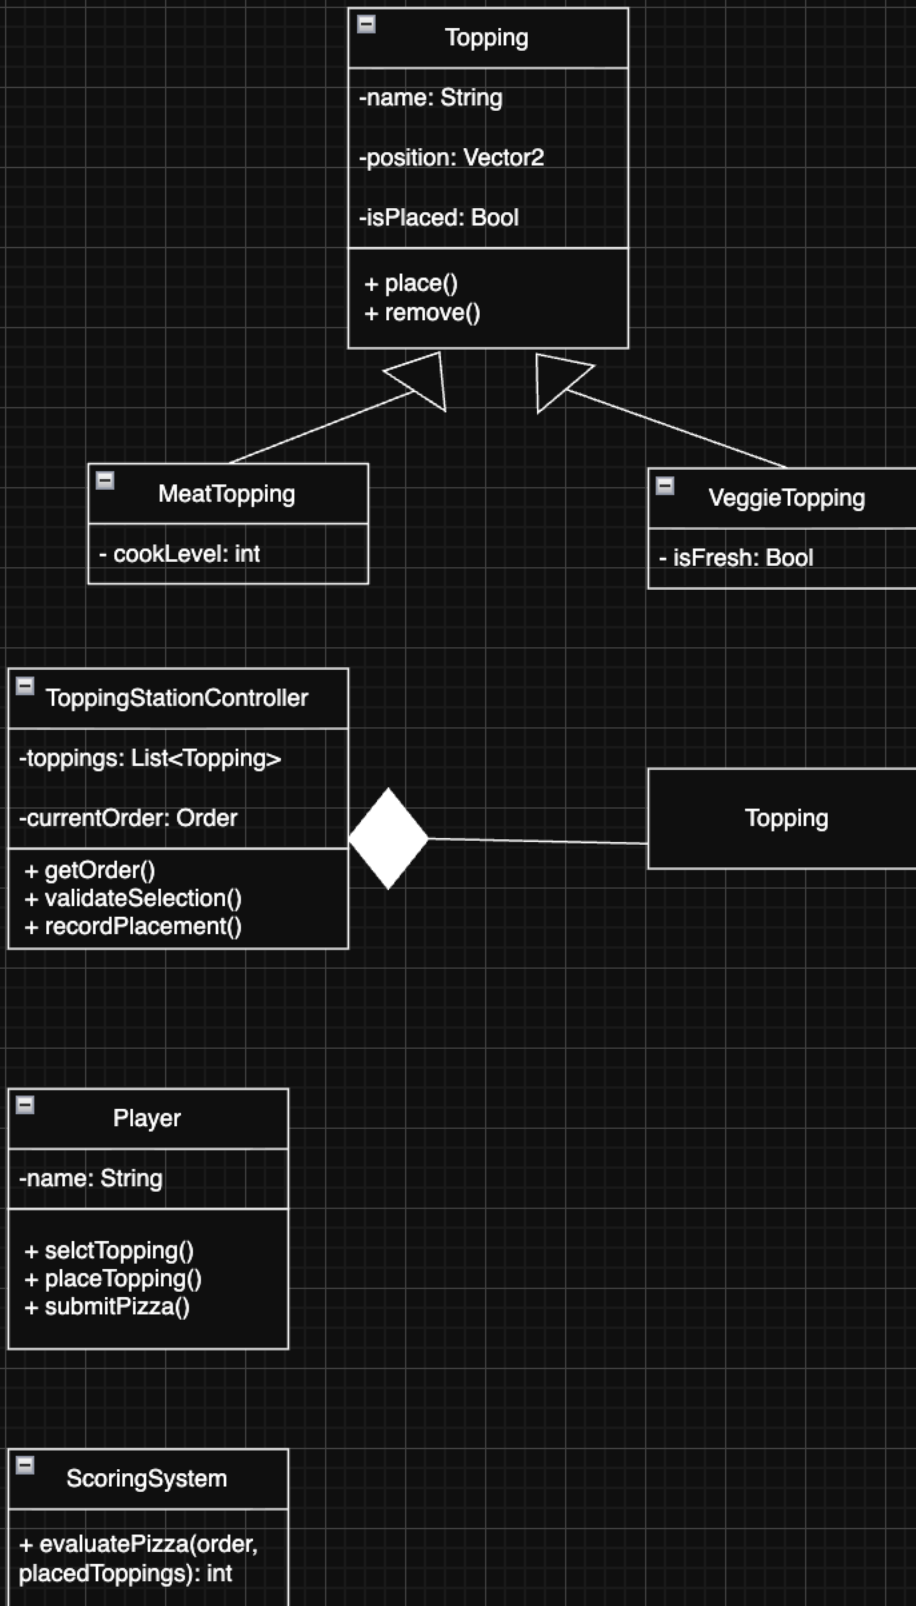 Topping
-name: String
-position: Vector2
-isPlaced: Bool
+ place()
+ remove()
MeatTopping
- cookLevel: int
VeggieTopping
- isFresh: Bool
ToppingStationController
-toppings: List<Topping>
-currentOrder: Order
+ getOrder()
+ validateSelection()
+ recordPlacement()
Topping
Player
-name: String
+ selctTopping()
+ placeTopping()
+ submitPizza()
ScoringSystem
+ evaluatePizza(order,
placedToppings): int